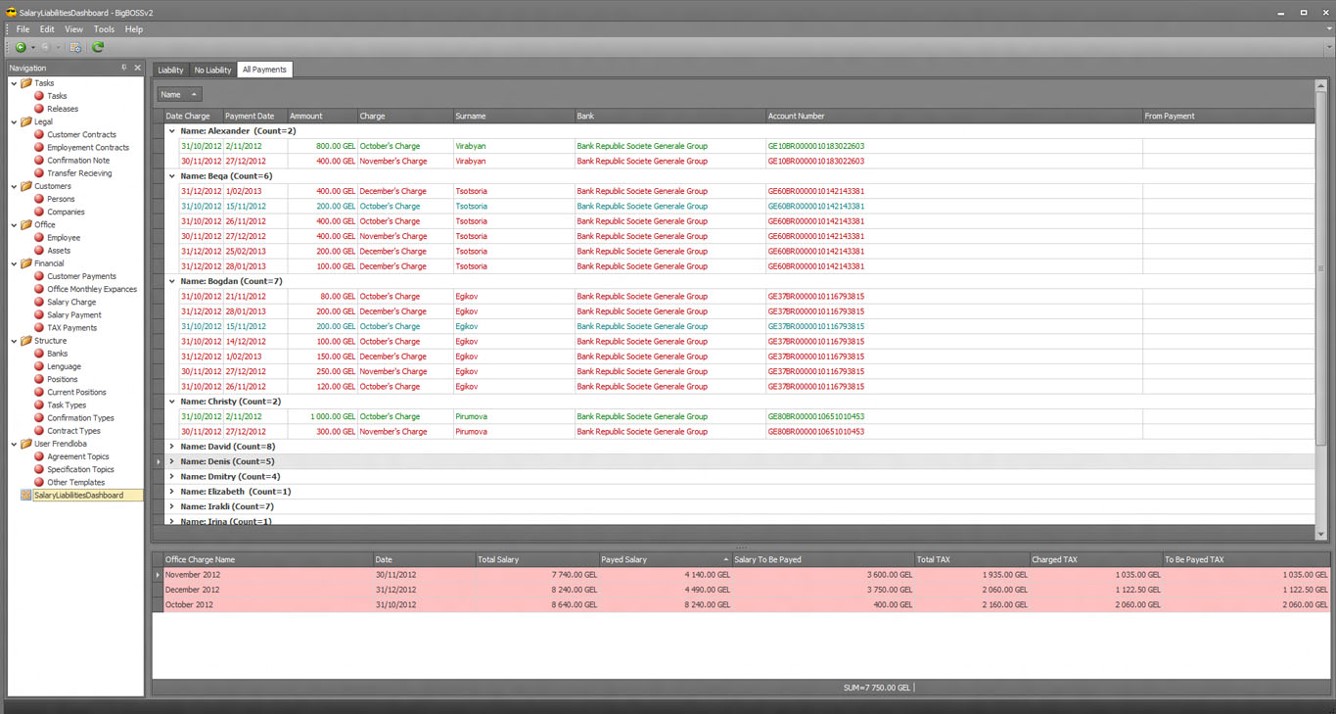 SalaryLiabilitiesDashboard - BigBOSSv2
File Edit View Tools Help
Navigation
Tasks
Tasks
Releases
Legal
Customer Contracts
Employement Contracts
Confirmation Note
Transfer Recieving
Customers
Persons
Companies
Office
Employee
Assets
Financial
Customer Payments
Office Monthley Expances
Salary Charge
Salary Payment
TAX Payments
Structure
Banks
Lenguage
Positions
Current Positions
Task Types
Confirmation Types
Contract Types
User Frendloba
Agreement Topics
Specification Topics
Other Templates
SalaryLiabilitiesDashboard
Liability No Liability All Payments
Name
Date Charge Payment Date Ammount Charge Surname Bank Account Number From Payment
Name: Alexander (Count=2)
31/10/2012 2/11/2012 800.00 GEL October's Charge Virabyan Bank Republic Societe Generale Group GE10BR0000010183022603
30/11/2012 27/12/2012 400.00 GEL November's Charge Virabyan Bank Republic Societe Generale Group GE10BR0000010183022603
Name: Beqa (Count=6)
31/12/2012 1/02/2013 400.00 GEL December's Charge Tsotsoria Bank Republic Societe Generale Group GE60BR0000010142143381
31/10/2012 15/11/2012 200.00 GEL October's Charge Tsotsoria Bank Republic Societe Generale Group GE60BR0000010142143381
31/10/2012 26/11/2012 400.00 GEL October's Charge Tsotsoria Bank Republic Societe Generale Group GE60BR0000010142143381
30/11/2012 27/12/2012 400.00 GEL November's Charge Tsotsoria Bank Republic Societe Generale Group GE60BR0000010142143381
31/12/2012 25/02/2013 200.00 GEL December's Charge Tsotsoria Bank Republic Societe Generale Group GE60BR0000010142143381
31/12/2012 28/01/2013 100.00 GEL December's Charge Tsotsoria Bank Republic Societe Generale Group GE60BR0000010142143381
Name: Bogdan (Count=7)
31/10/2012 21/11/2012 80.00 GEL October's Charge Egikov Bank Republic Societe Generale Group GE37BR0000010116793815
31/12/2012 28/01/2013 200.00 GEL December's Charge Egikov Bank Republic Societe Generale Group GE37BR0000010116793815
31/10/2012 15/11/2012 200.00 GEL October's Charge Egikov Bank Republic Societe Generale Group GE37BR0000010116793815
31/10/2012 14/12/2012 100.00 GEL October's Charge Egikov Bank Republic Societe Generale Group GE37BR0000010116793815
31/12/2012 1/02/2013 150.00 GEL December's Charge Egikov Bank Republic Societe Generale Group GE37BR0000010116793815
30/11/2012 27/12/2012 250.00 GEL November's Charge Egikov Bank Republic Societe Generale Group GE37BR0000010116793815
31/10/2012 26/11/2012 120.00 GEL October's Charge Egikov Bank Republic Societe Generale Group GE37BR0000010116793815
Name: Christy (Count=2)
31/10/2012 2/11/2012 1 000.00 GEL October's Charge Pirumova Bank Republic Societe Generale Group GE80BR0000010651010453
30/11/2012 27/12/2012 300.00 GEL November's Charge Pirumova Bank Republic Societe Generale Group GE80BR0000010651010453
Name: David (Count=8)
Name: Denis (Count=5)
Name: Dmitry (Count=4)
Name: Elizabeth (Count=1)
Name: Irakli (Count=7)
Name: Irina (Count=1)
Office Charge Name Date Total Salary Payed Salary Salary To Be Payed Total TAX Charged TAX To Be Payed TAX
November 2012 30/11/2012 7 740.00 GEL 4 140.00 GEL 3 600.00 GEL 1 935.00 GEL 1 035.00 GEL 1 035.00 GEL
December 2012 31/12/2012 8 240.00 GEL 4 490.00 GEL 3 750.00 GEL 2 060.00 GEL 1 122.50 GEL 1 122.50 GEL
October 2012 31/10/2012 8 640.00 GEL 8 240.00 GEL 400.00 GEL 2 160.00 GEL 2 060.00 GEL 2 060.00 GEL
SUM=7 750.00 GEL